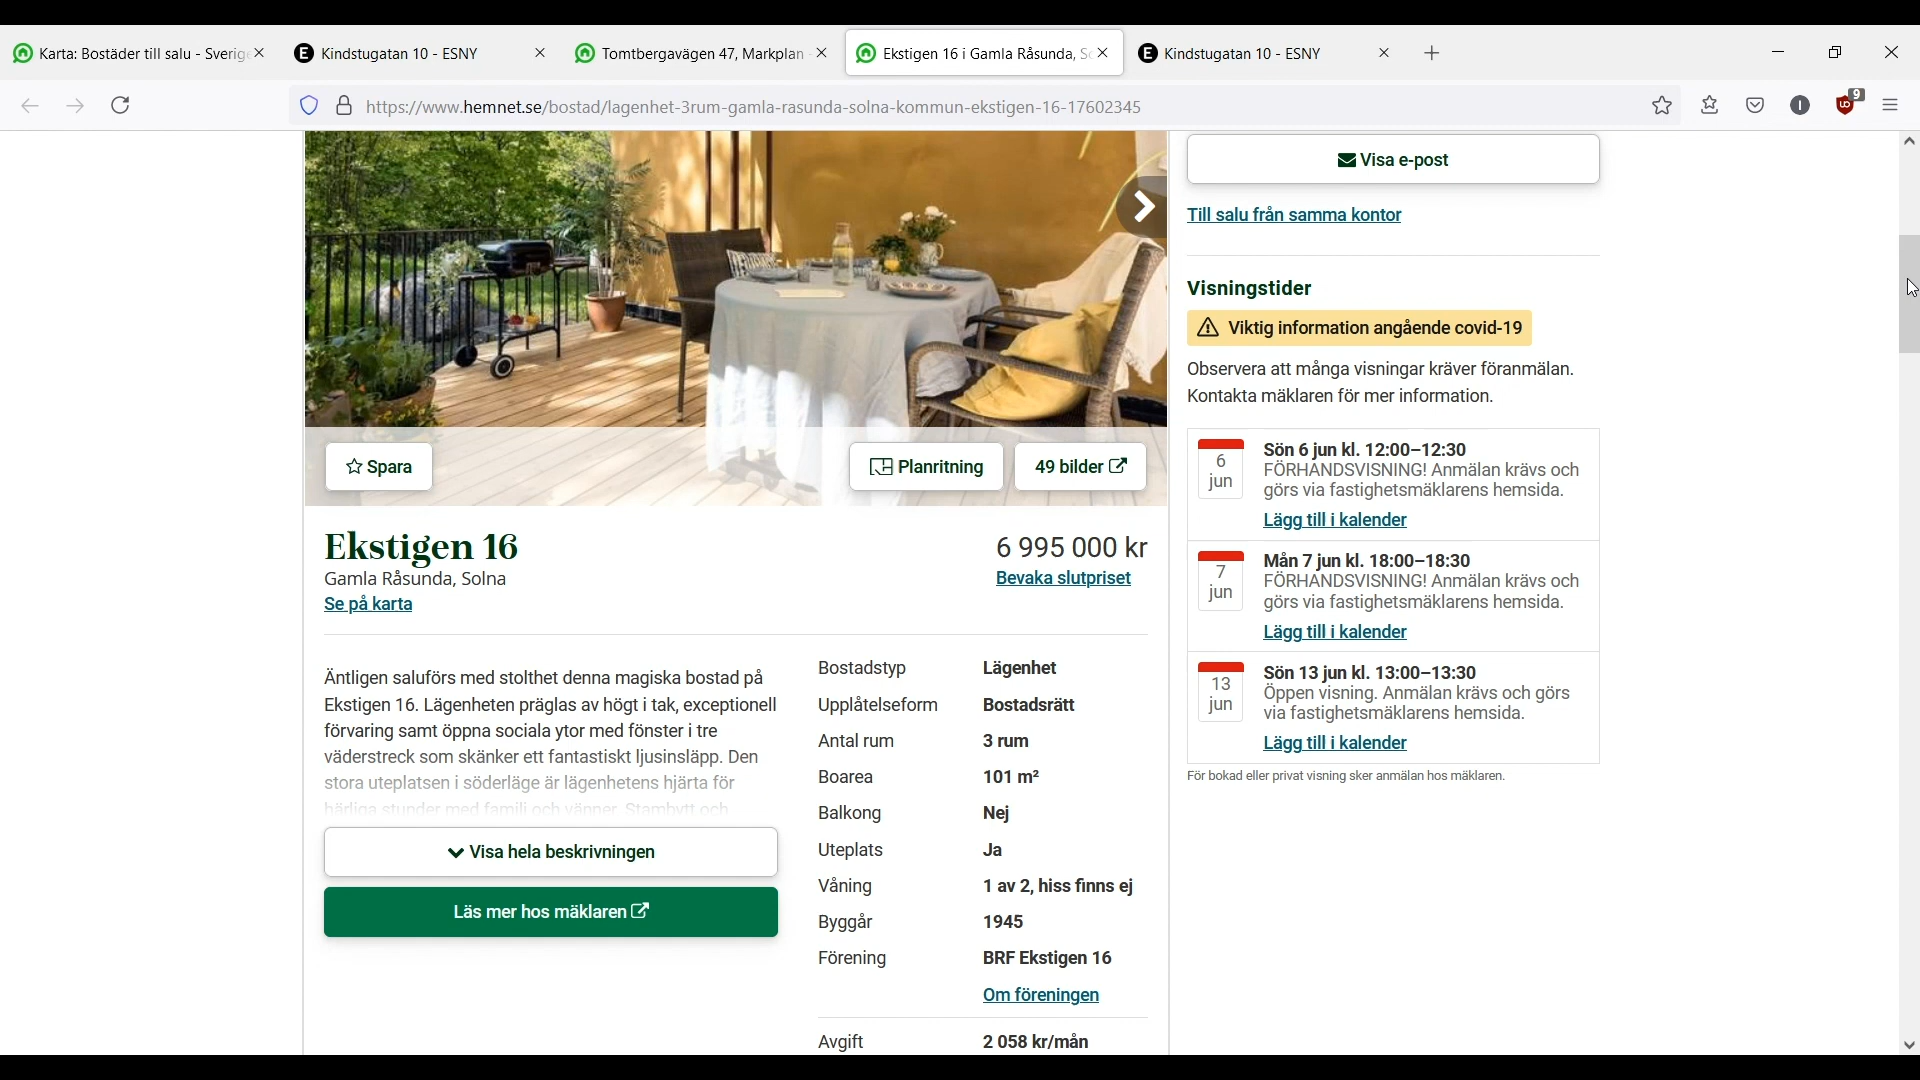 Karta: Bostäder till salu - Sverige
Kindstugatan 10 - ESNY
Tomtbergavägen 47, Markplan -
Ekstigen 16 i Gamla Råsunda, So
Kindstugatan 10 - ESNY
https://www.hemnet.se/bostad/lagenhet-3rum-gamla-rasunda-solna-kommun-ekstigen-16-17602345
9
Spara
Planritning
49 bilder
Ekstigen 16
Gamla Råsunda, Solna
Se på karta
6 995 000 kr
Bevaka slutpriset
Äntligen saluförs med stolthet denna magiska bostad på
Ekstigen 16. Lägenheten präglas av högt i tak, exceptionell
förvaring samt öppna sociala ytor med fönster i tre
väderstreck som skänker ett fantastiskt ljusinsläpp. Den
stora uteplatsen i söderläge är lägenhetens hjärta för
härliga stunder med familj och vänner. Stambytt och
Visa hela beskrivningen
Läs mer hos mäklaren
Bostadstyp Lägenhet
Upplåtelseform Bostadsrätt
Antal rum 3 rum
Boarea 101 m²
Balkong Nej
Uteplats Ja
Våning 1 av 2, hiss finns ej
Byggår 1945
Förening BRF Ekstigen 16
Om föreningen
Avgift 2 058 kr/mån
Visa e-post
Till salu från samma kontor
Visningstider
Viktig information angående covid-19
Observera att många visningar kräver föranmälan.
Kontakta mäklaren för mer information.
6
jun
Sön 6 jun kl. 12:00–12:30
FÖRHANDSVISNING! Anmälan krävs och
görs via fastighetsmäklarens hemsida.
Lägg till i kalender
7
jun
Mån 7 jun kl. 18:00–18:30
FÖRHANDSVISNING! Anmälan krävs och
görs via fastighetsmäklarens hemsida.
Lägg till i kalender
13
jun
Sön 13 jun kl. 13:00–13:30
Öppen visning. Anmälan krävs och görs
via fastighetsmäklarens hemsida.
Lägg till i kalender
För bokad eller privat visning sker anmälan hos mäklaren.